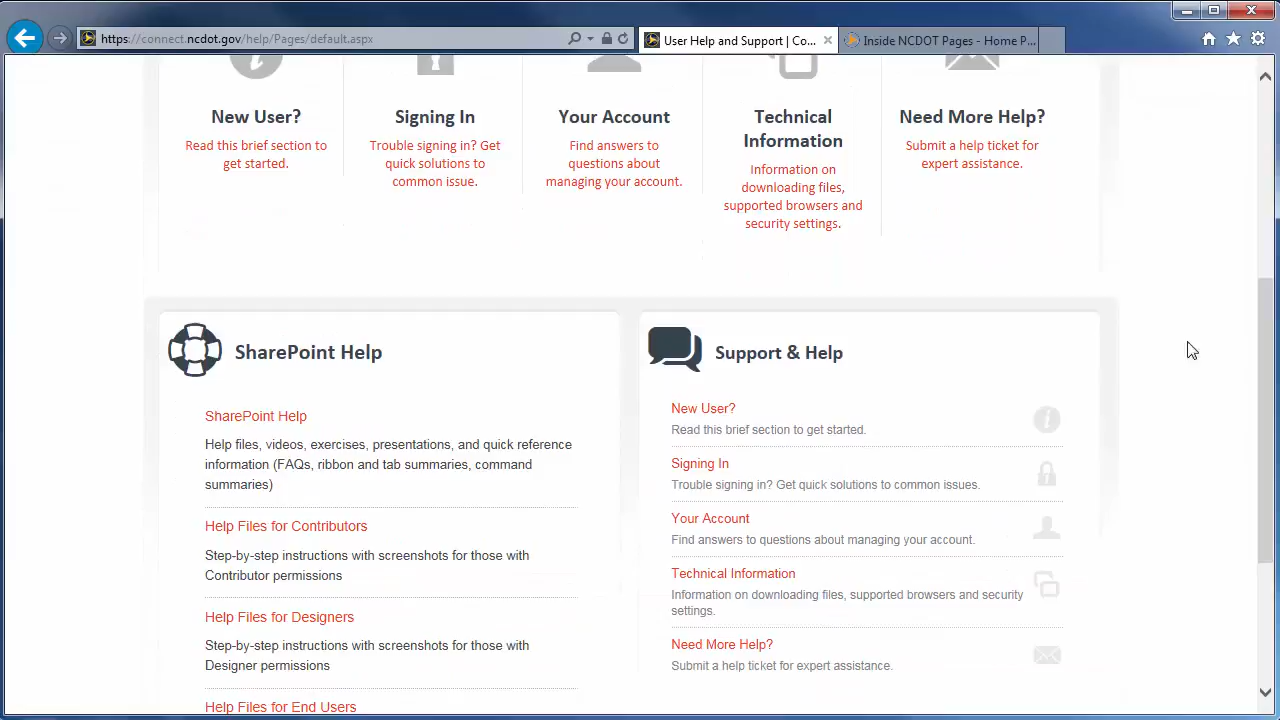 https://connect.ncdot.gov/help/Pages/default.aspx
User Help and Support | Co...
Inside NCDOT Pages - Home P...
New User?
Read this brief section to
get started.
Signing In
Trouble signing in? Get
quick solutions to
common issue.
Your Account
Find answers to
questions about
managing your account.
Technical
Information
Information on
downloading files,
supported browsers and
security settings.
Need More Help?
Submit a help ticket for
expert assistance.
SharePoint Help
SharePoint Help
Help files, videos, exercises, presentations, and quick reference
information (FAQs, ribbon and tab summaries, command
summaries)
Help Files for Contributors
Step-by-step instructions with screenshots for those with
Contributor permissions
Help Files for Designers
Step-by-step instructions with screenshots for those with
Designer permissions
Help Files for End Users
Support & Help
New User?
Read this brief section to get started.
Signing In
Trouble signing in? Get quick solutions to common issues.
Your Account
Find answers to questions about managing your account.
Technical Information
Information on downloading files, supported browsers and security
settings.
Need More Help?
Submit a help ticket for expert assistance.